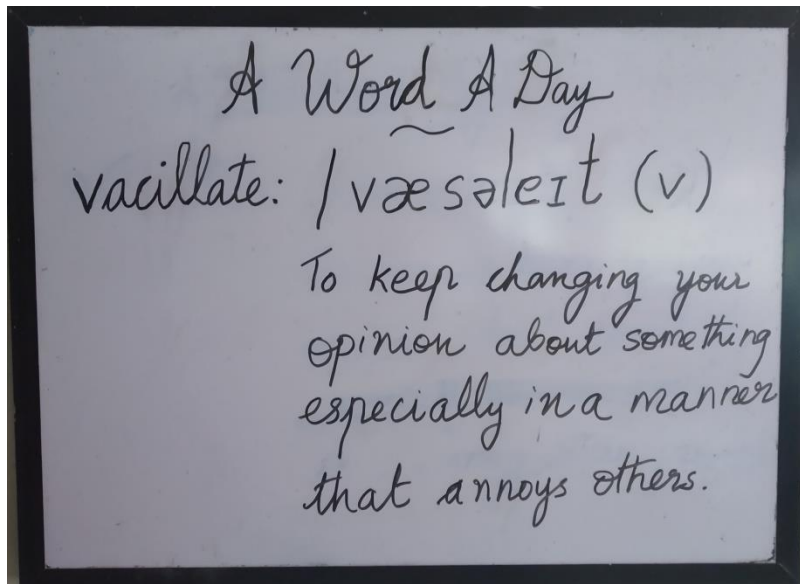 A Word A Day
vacillate: /væsəleɪt (v)
To keep changing your
opinion about something
especially in a manner
that annoys others.